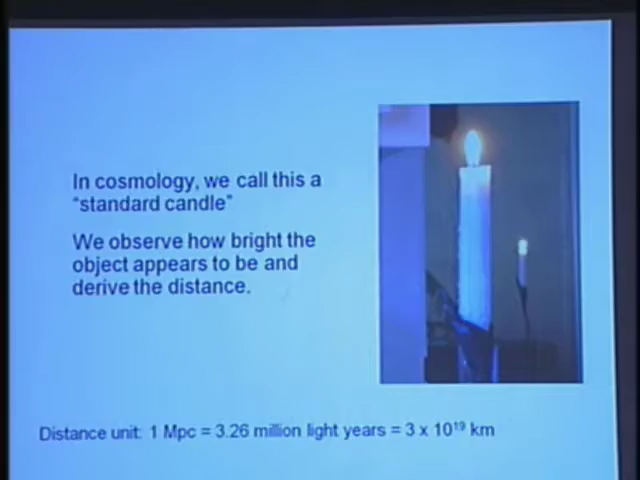 In cosmology, we call this a
"standard candle"
We observe how bright the
object appears to be and
derive the distance.
Distance unit: 1 Mpc = 3.26 million light years = 3 x 10¹⁹ km